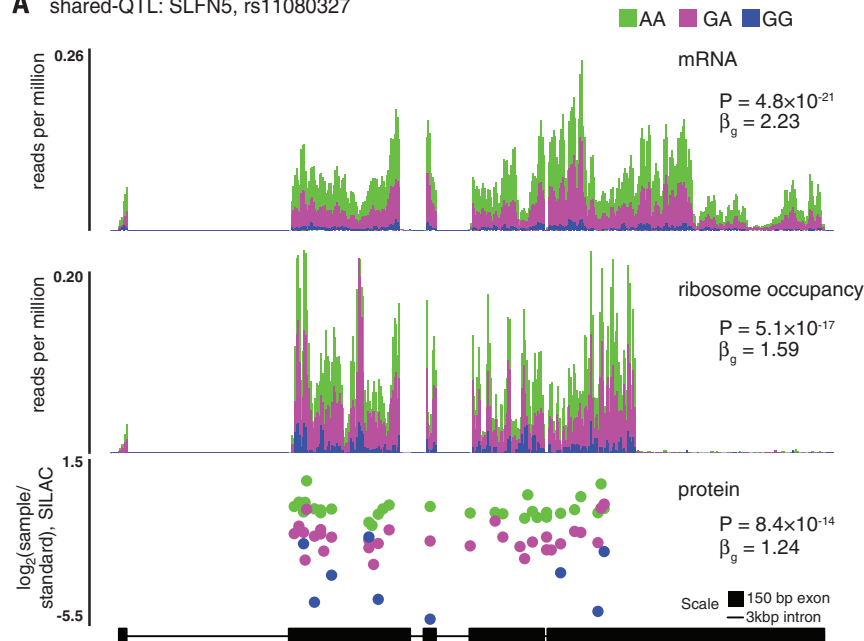 A shared-QTL: SLFN5, rs11080327
AA GA GG
0.26
reads per million
mRNA
P = 4.8×10⁻²¹
βg = 2.23
0.20
reads per million
ribosome occupancy
P = 5.1×10⁻¹⁷
βg = 1.59
1.5
log₂(sample/
standard), SILAC
-5.5
protein
P = 8.4×10⁻¹⁴
βg = 1.24
Scale 150 bp exon
3kbp intron